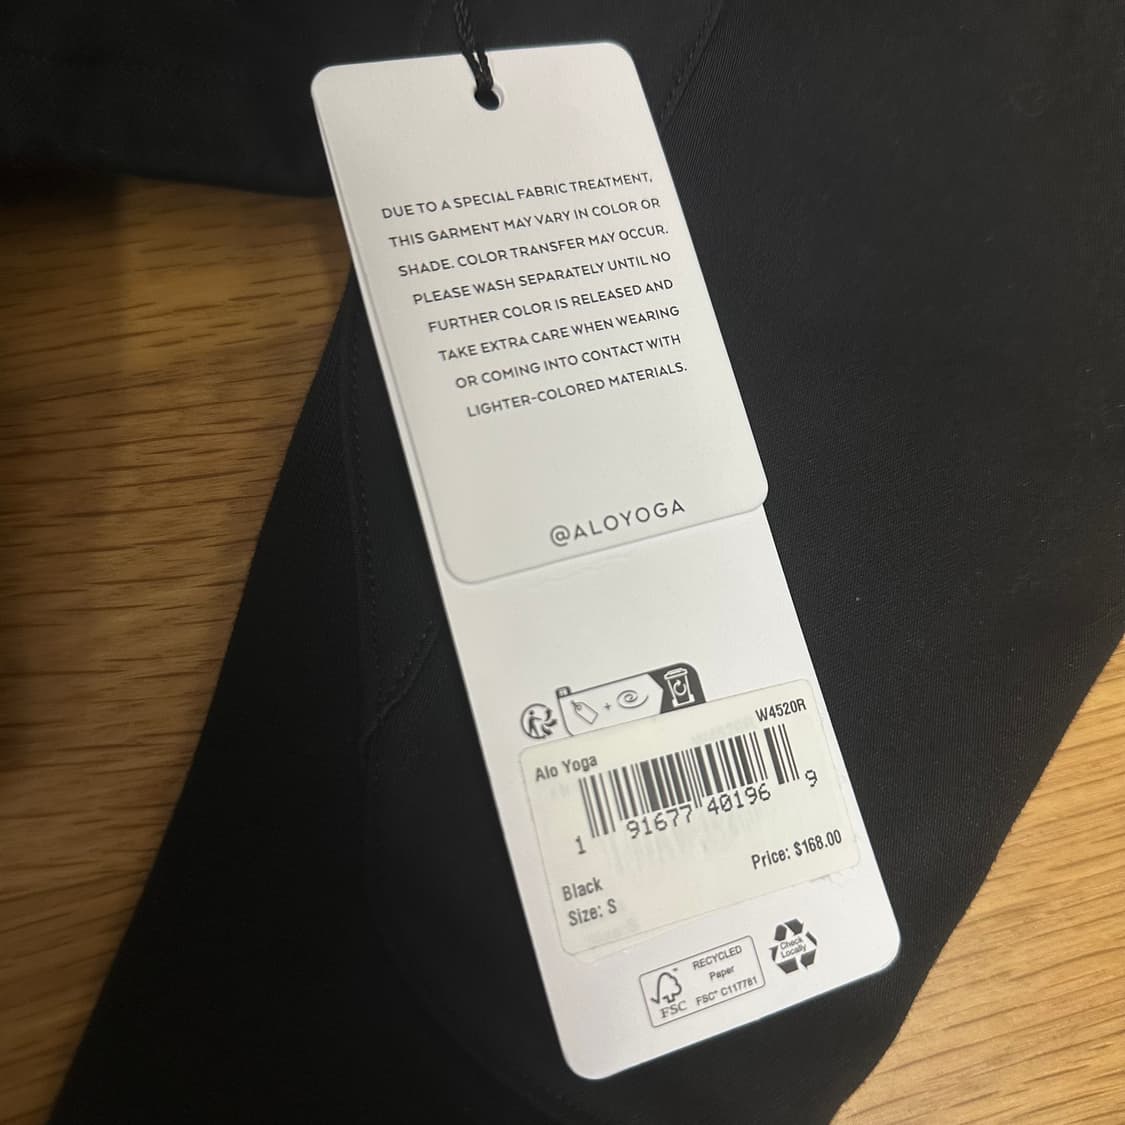 DUE TO A SPECIAL FABRIC TREATMENT,
THIS GARMENT MAY VARY IN COLOR OR
SHADE. COLOR TRANSFER MAY OCCUR.
PLEASE WASH SEPARATELY UNTIL NO
FURTHER COLOR IS RELEASED AND
TAKE EXTRA CARE WHEN WEARING
OR COMING INTO CONTACT WITH
LIGHTER-COLORED MATERIALS.
@ALOYOGA
W4520R
Alo Yoga
1 91677 40196 9
Price: $168.00
Black
Size: S
RECYCLED
Paper
FSC® C117781
FSC
Check
Locally